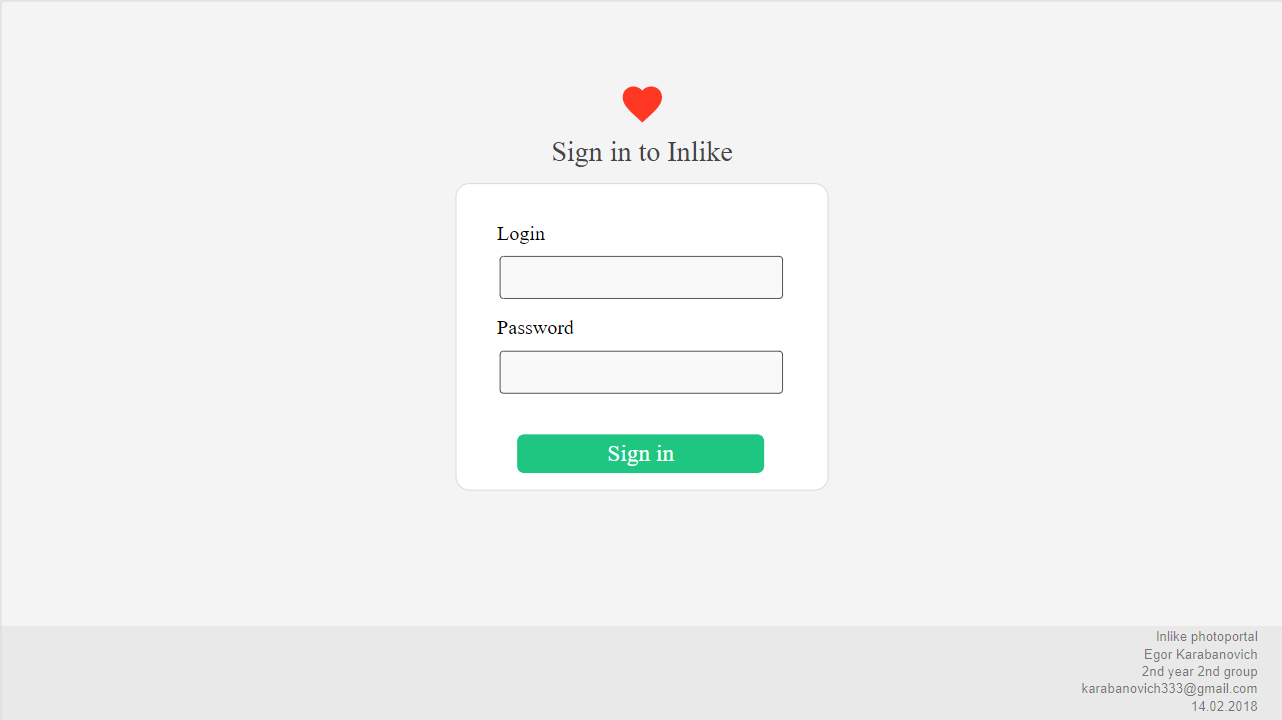 Sign in to Inlike
Login
Password
Sign in
Inlike photoportal
Egor Karabanovich
2nd year 2nd group
karabanovich333@gmail.com
14.02.2018